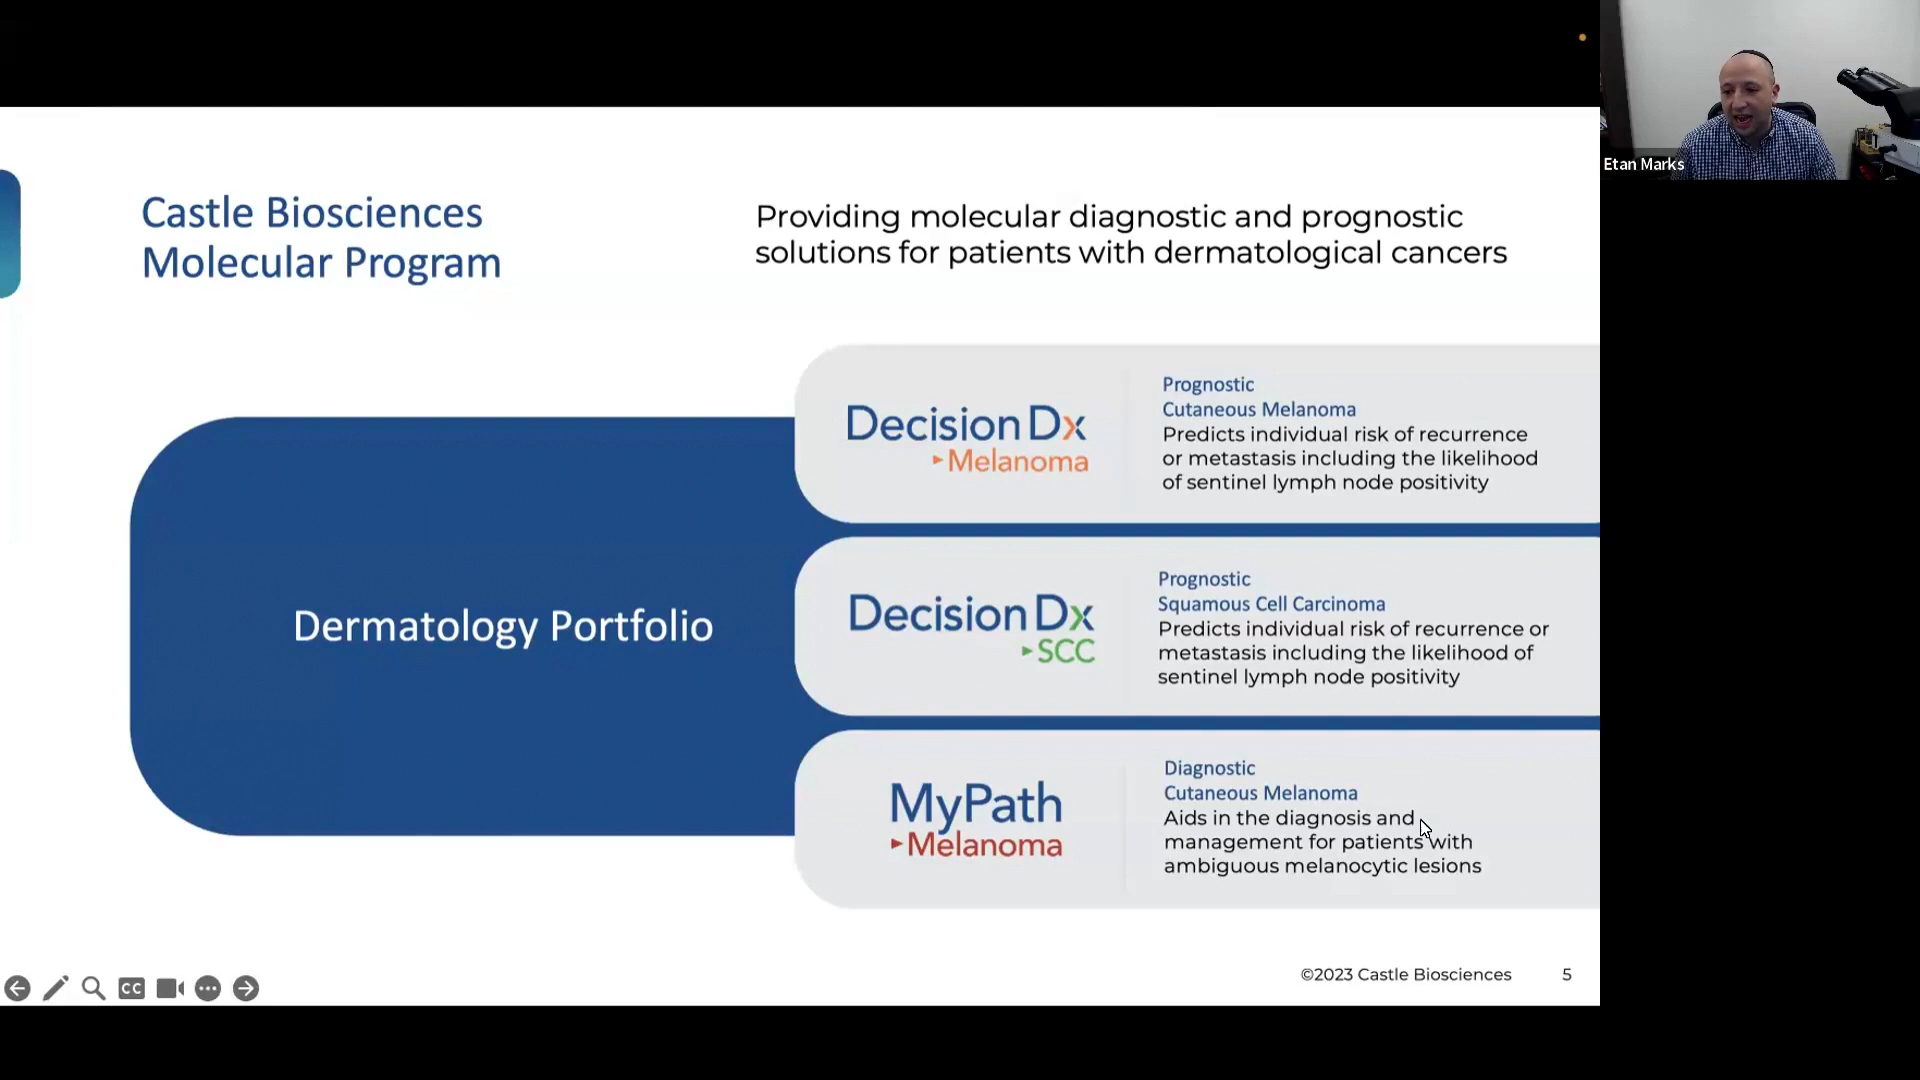 Etan Marks
Castle Biosciences
Molecular Program
Providing molecular diagnostic and prognostic
solutions for patients with dermatological cancers
Dermatology Portfolio
DecisionDx
Melanoma
Prognostic
Cutaneous Melanoma
Predicts individual risk of recurrence
or metastasis including the likelihood
of sentinel lymph node positivity
DecisionDx
SCC
Prognostic
Squamous Cell Carcinoma
Predicts individual risk of recurrence or
metastasis including the likelihood of
sentinel lymph node positivity
MyPath
Melanoma
Diagnostic
Cutaneous Melanoma
Aids in the diagnosis and
management for patients with
ambiguous melanocytic lesions
CC
©2023 Castle Biosciences
5